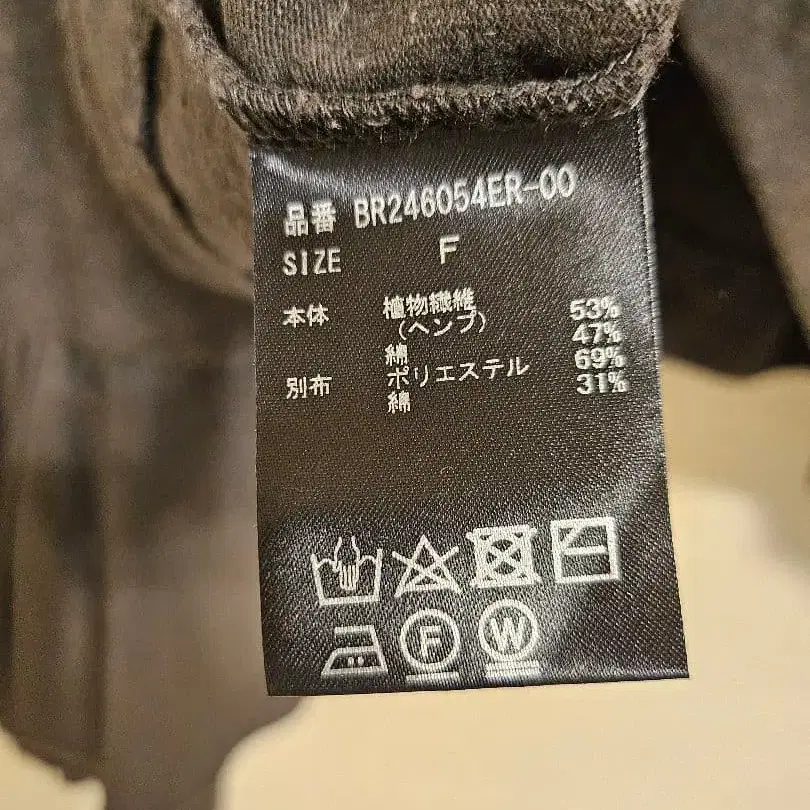 品番 BR246054ER-00
SIZE F
本体 植物繊維 53%
(ヘンプ)
綿 47%
別布 ポリエステル 69%
綿 31%
F W